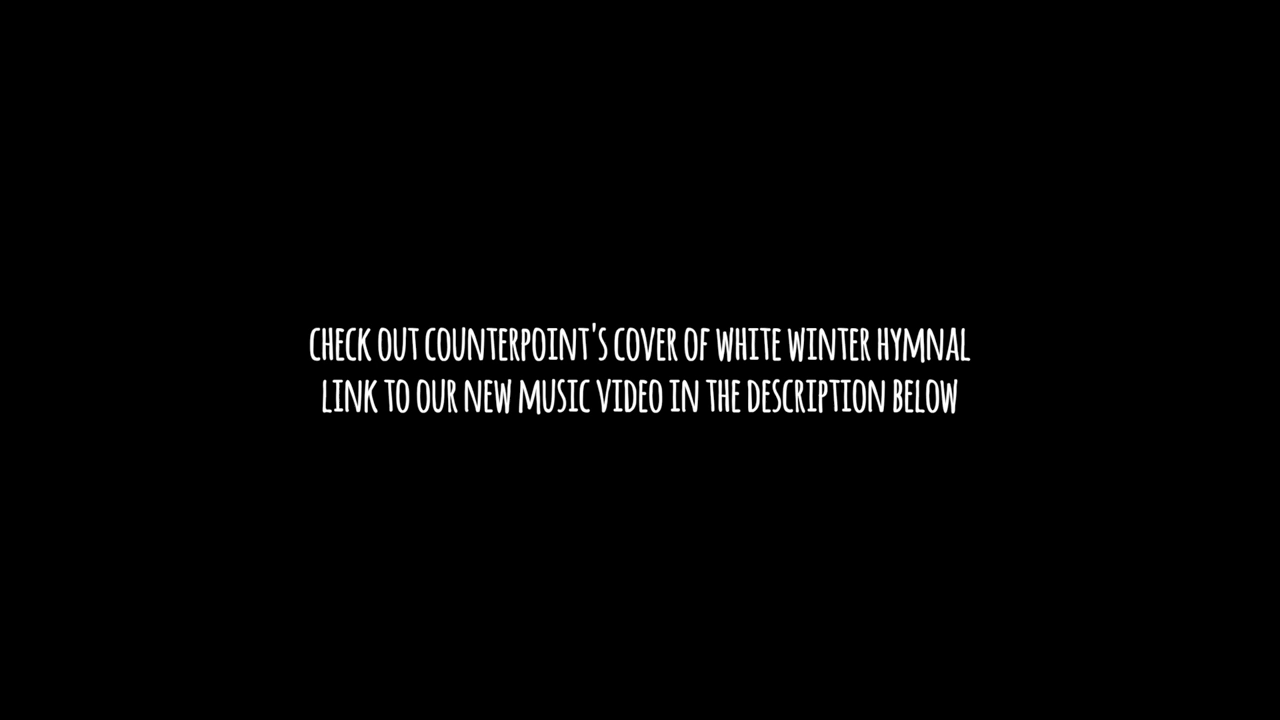 CHECK OUT COUNTERPOINT'S COVER OF WHITE WINTER HYMNAL
LINK TO OUR NEW MUSIC VIDEO IN THE DESCRIPTION BELOW